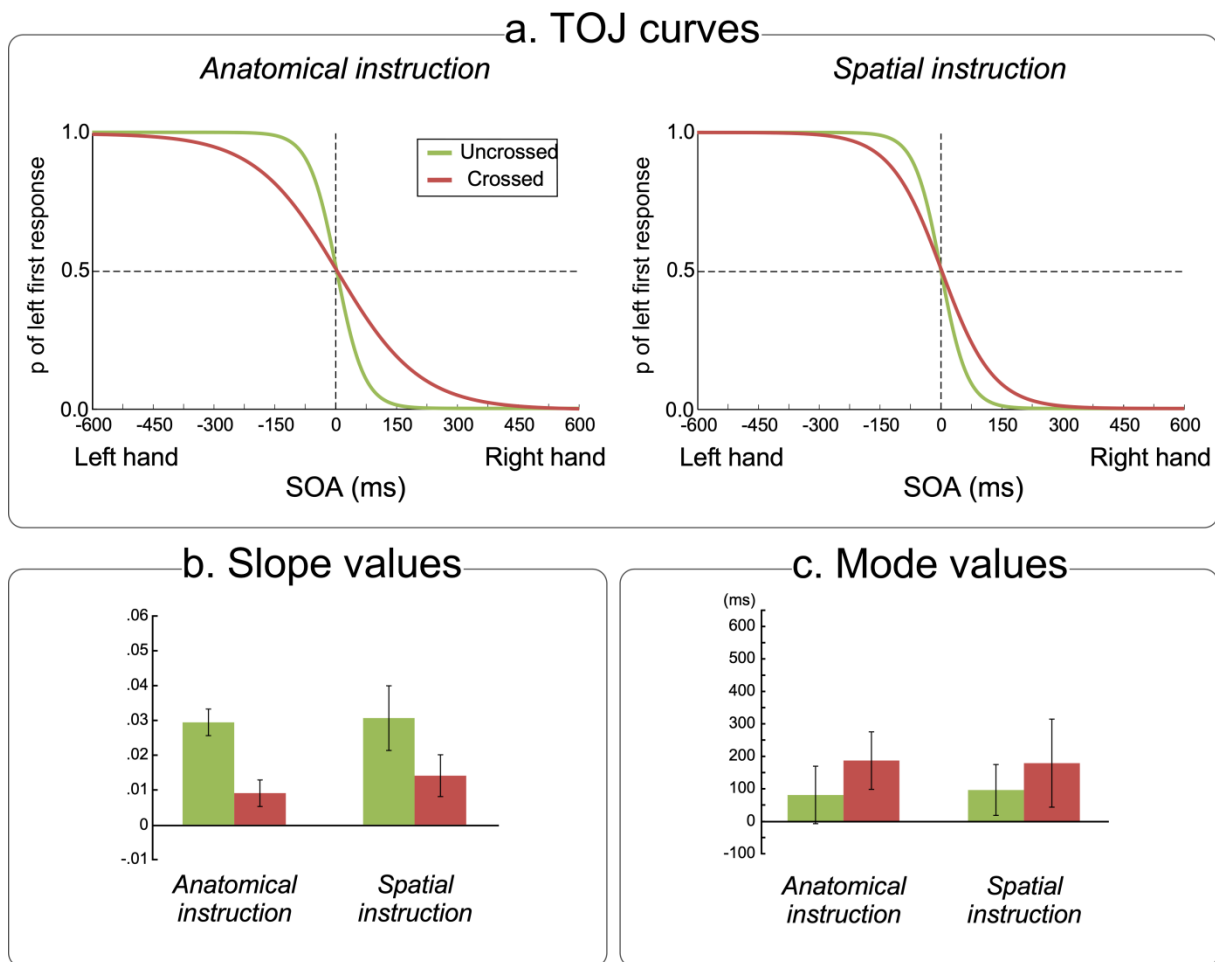 a. TOJ curves
Anatomical instruction
p of left first response
1.0
0.5
0.0
-600 -450 -300 -150 0 150 300 450 600
Left hand Right hand
SOA (ms)
Uncrossed
Crossed
Spatial instruction
p of left first response
1.0
0.5
0.0
-600 -450 -300 -150 0 150 300 450 600
Left hand Right hand
SOA (ms)
b. Slope values
.06
.05
.04
.03
.02
.01
0
-.01
Anatomical Spatial
instruction instruction
c. Mode values
(ms)
600
500
400
300
200
100
0
-100
Anatomical Spatial
instruction instruction